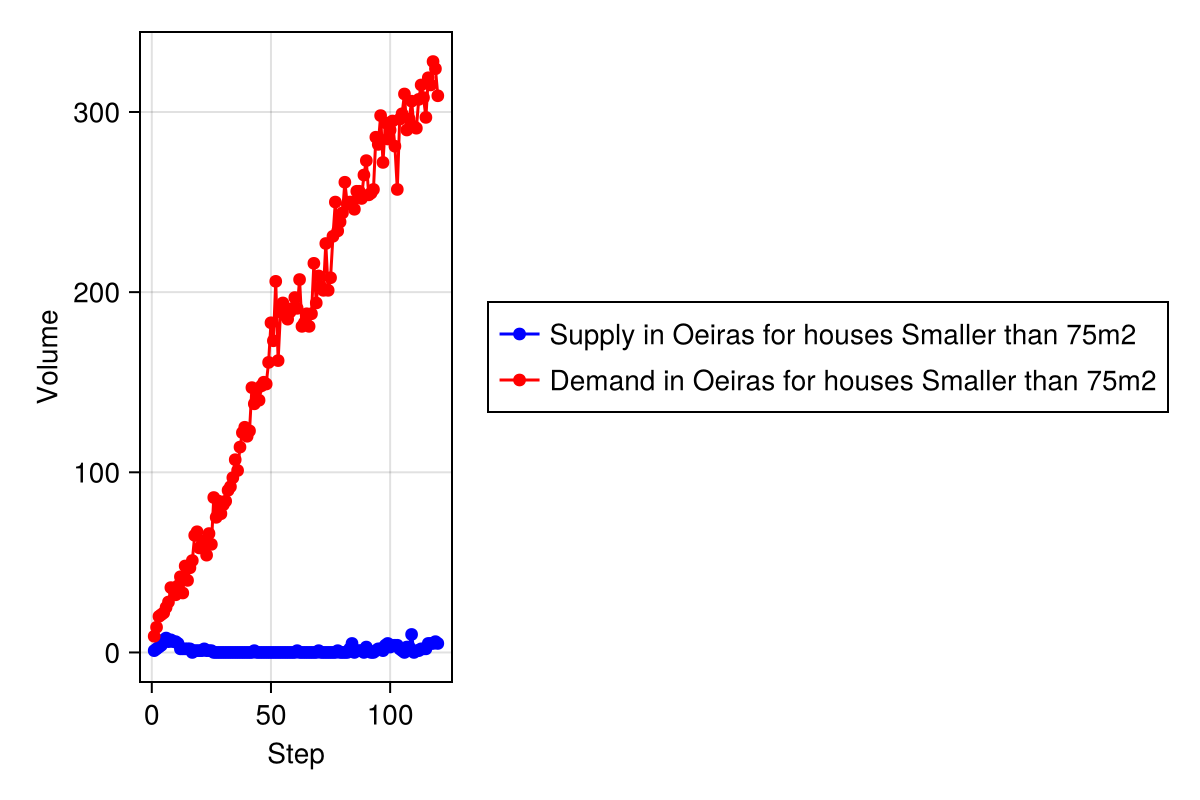 300
200
100
0
Volume
0 50 100
Step
Supply in Oeiras for houses Smaller than 75m2
Demand in Oeiras for houses Smaller than 75m2